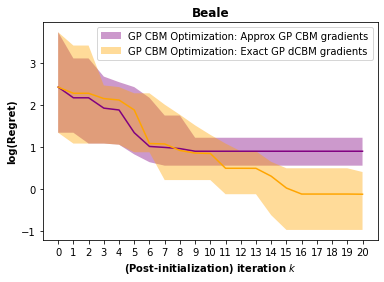 Beale
GP CBM Optimization: Approx GP CBM gradients
GP CBM Optimization: Exact GP dCBM gradients
log(Regret)
3
2
1
0
−1
0 1 2 3 4 5 6 7 8 9 10 11 12 13 14 15 16 17 18 19 20
(Post-initialization) iteration k